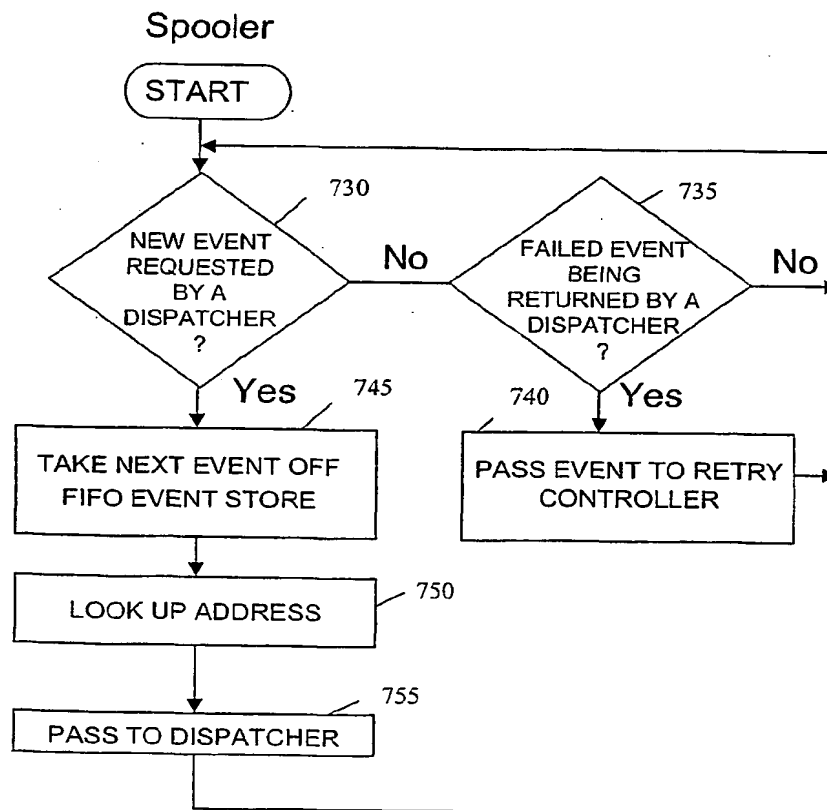 Spooler
START
730
NEW EVENT
REQUESTED
BY A
DISPATCHER
?
No
735
FAILED EVENT
BEING
RETURNED BY A
DISPATCHER
?
No
Yes
745
TAKE NEXT EVENT OFF
FIFO EVENT STORE
740
Yes
PASS EVENT TO RETRY
CONTROLLER
LOOK UP ADDRESS
750
755
PASS TO DISPATCHER